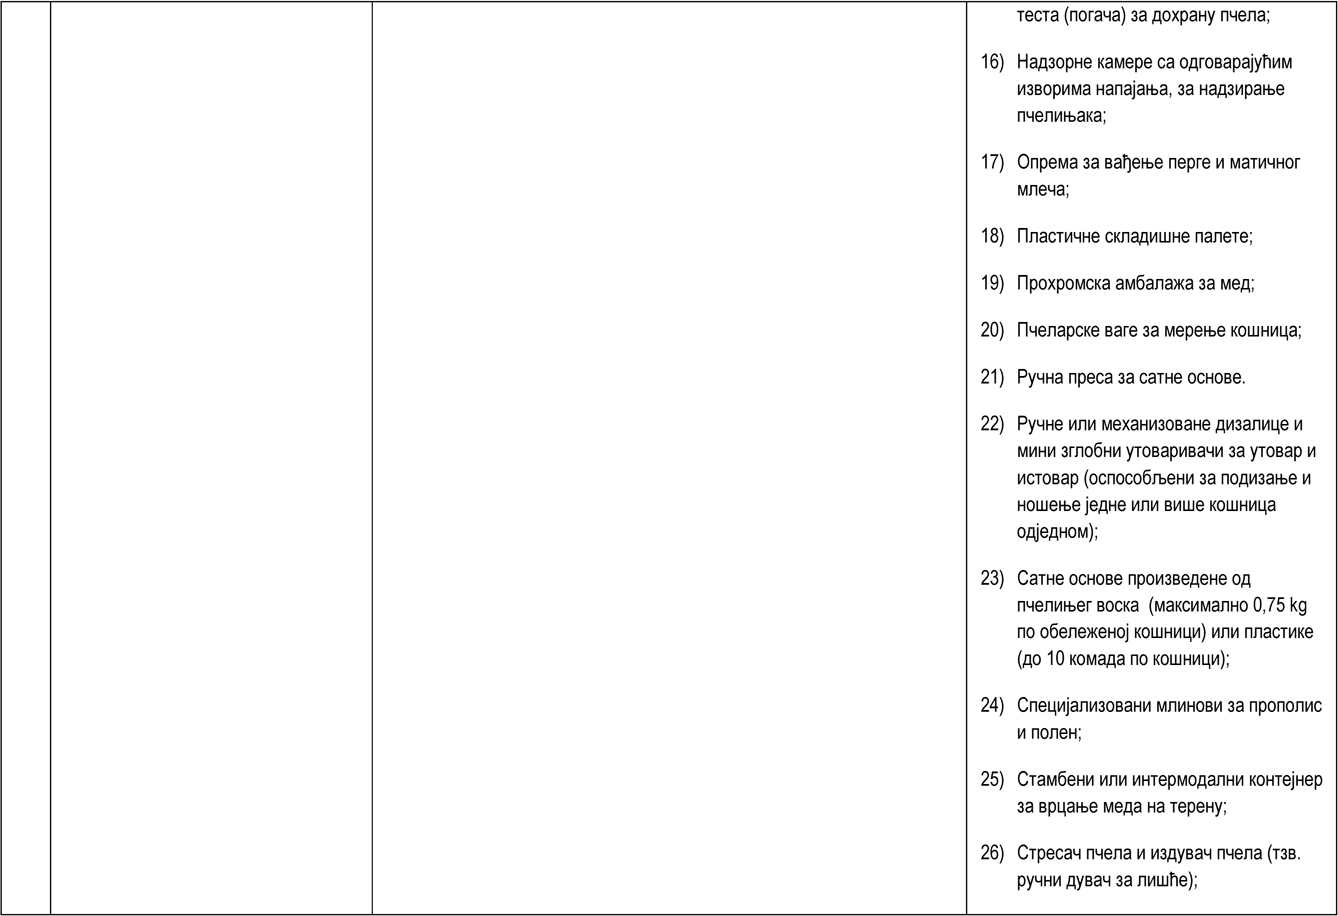 теста (погача) за дохрану пчела;
16) Надзорне камере са одговарајућим
изворима напајања, за надзирање
пчелињака;
17) Опрема за вађење перге и матичног
млеча;
18) Пластичне складишне палете;
19) Прохромска амбалажа за мед;
20) Пчеларске ваге за мерење кошница;
21) Ручна преса за сатне основе.
22) Ручне или механизоване дизалице и
мини зглобни утоваривачи за утовар и
истовар (оспособљени за подизање и
ношење једне или више кошница
одједном);
23) Сатне основе произведене од
пчелињег воска (максимално 0,75 kg
по обележеној кошници) или пластике
(до 10 комада по кошници);
24) Специјализовани млинови за прополис
и полен;
25) Стамбени или интермодални контејнер
за врцање меда на терену;
26) Стресач пчела и издувач пчела (тзв.
ручни дувач за лишће);